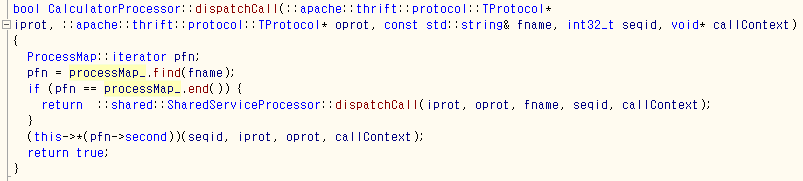 bool CalculatorProcessor::dispatchCall(::apache::thrift::protocol::TProtocol*
iprot, ::apache::thrift::protocol::TProtocol* oprot, const std::string& fname, int32_t seqid, void* callContext)
{
  ProcessMap::iterator pfn;
  pfn = processMap_.find(fname);
  if (pfn == processMap_.end()) {
    return ::shared::SharedServiceProcessor::dispatchCall(iprot, oprot, fname, seqid, callContext);
  }
  (this->*(pfn->second))(seqid, iprot, oprot, callContext);
  return true;
}